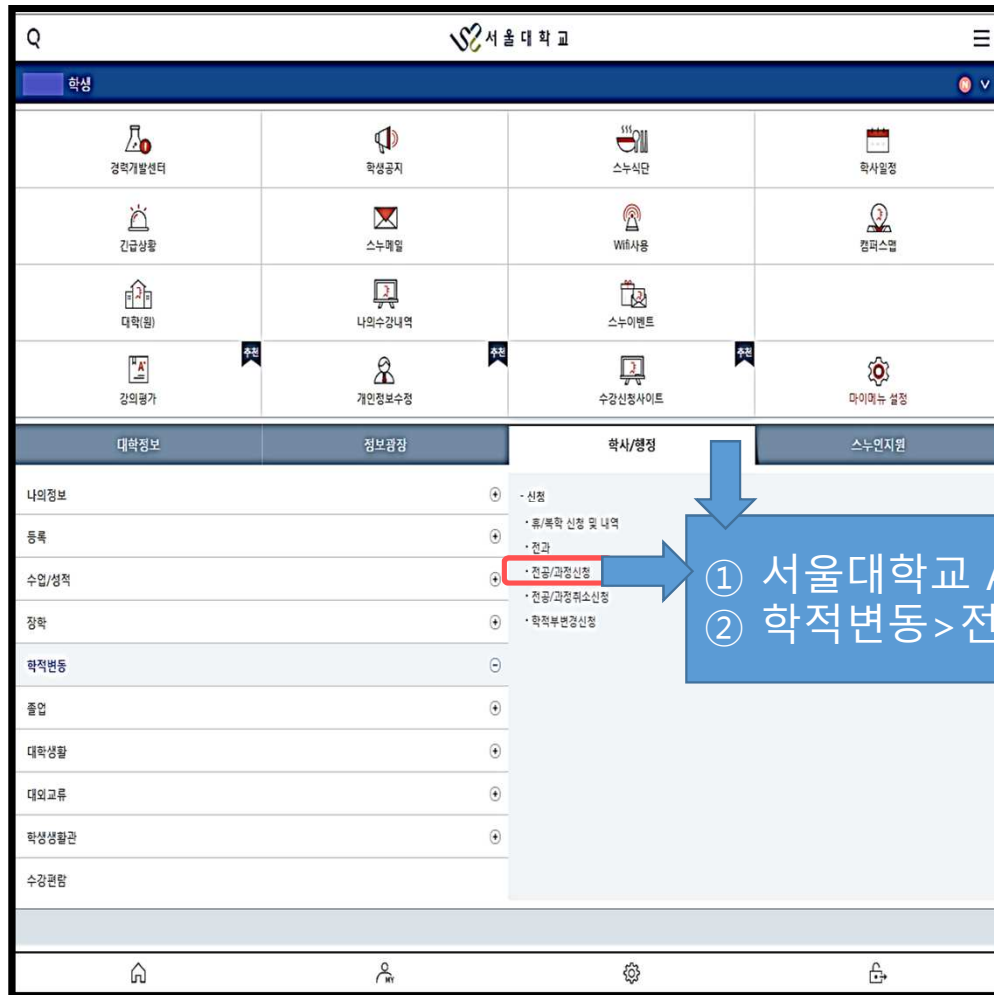 서울대학교
학생
경력개발센터
학생공지
스누식단
학사일정
긴급상황
스누메일
Wifi사용
캠퍼스맵
대학(원)
나의수강내역
스누이벤트
추천
추천
추천
강의평가
개인정보수정
수강신청사이트
마이메뉴 설정
대학정보
정보광장
학사/행정
스누인지원
나의정보
등록
수업/성적
장학
학적변동
졸업
대학생활
대외교류
학생생활관
수강편람
- 신청
· 휴/복학 신청 및 내역
· 전과
· 전공/과정신청
· 전공/과정취소신청
· 학적부변경신청
① 서울대학교
② 학적변동>전
MY